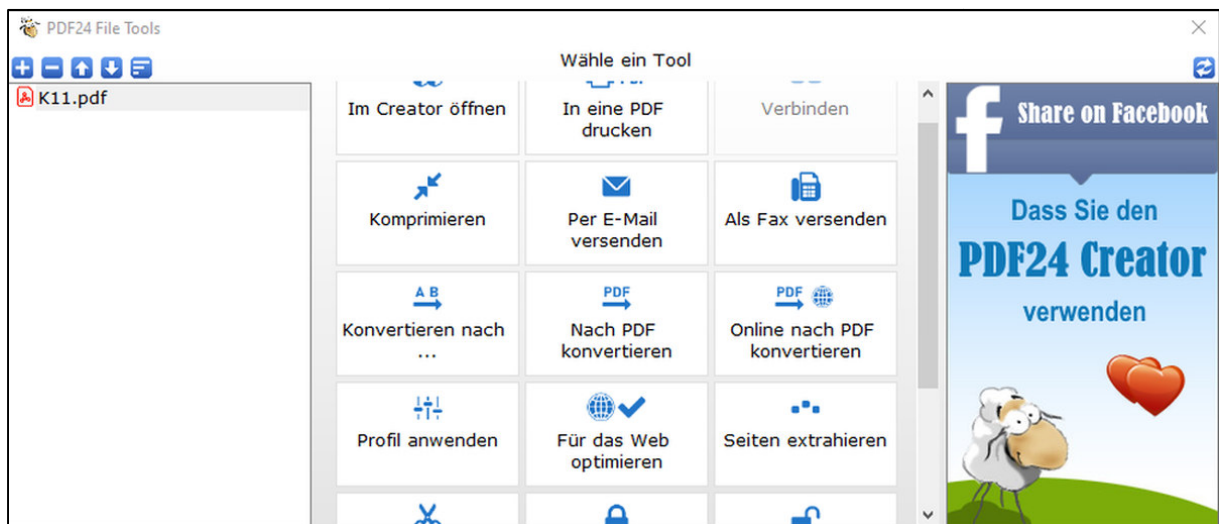 PDF24 File Tools
Wähle ein Tool
K11.pdf
Im Creator öffnen
In eine PDF
drucken
Verbinden
Komprimieren
Per E-Mail
versenden
Als Fax versenden
A B
Konvertieren nach
...
PDF
Nach PDF
konvertieren
PDF
Online nach PDF
konvertieren
Profil anwenden
Für das Web
optimieren
Seiten extrahieren
f Share on Facebook
Dass Sie den
PDF24 Creator
verwenden